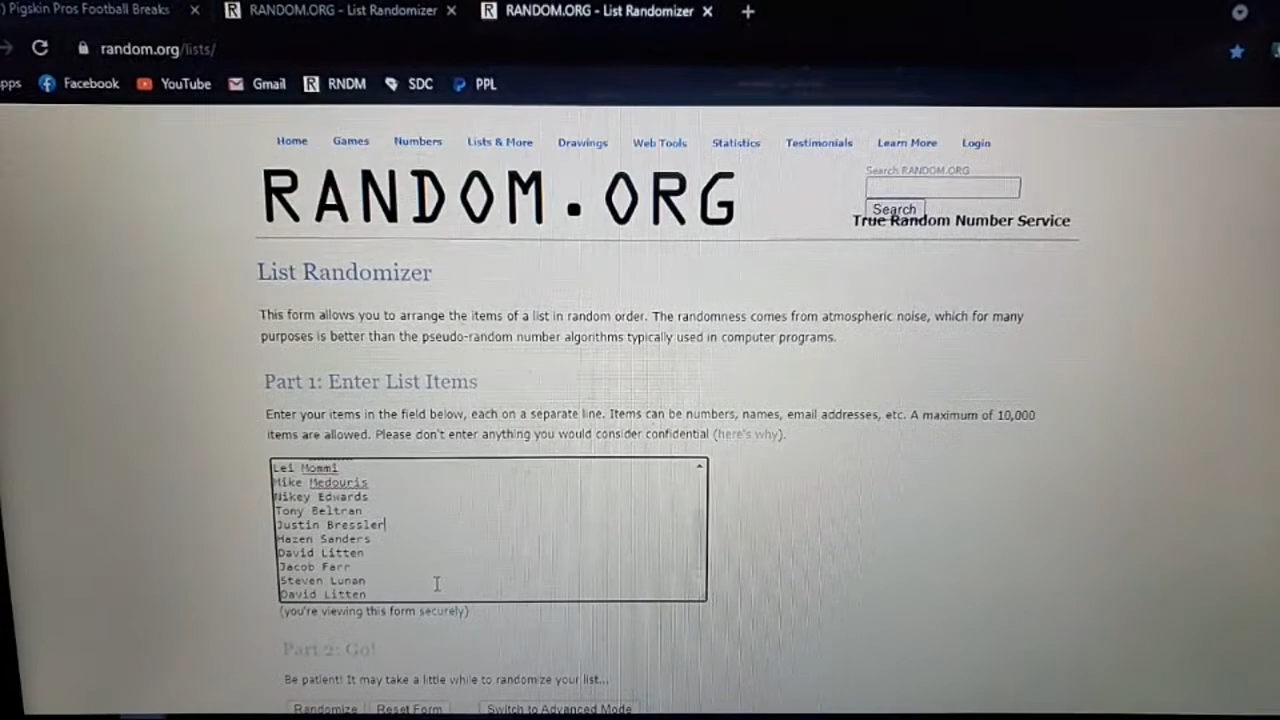 ) Pigskin Pros Football Breaks
RANDOM.ORG - List Randomizer
RANDOM.ORG - List Randomizer
random.org/lists/
pps Facebook YouTube Gmail RNDM SDC PPL
Home Games Numbers Lists & More Drawings Web Tools Statistics Testimonials Learn More Login
RANDOM.ORG
Search RANDOM.ORG
Search
True Random Number Service
List Randomizer
This form allows you to arrange the items of a list in random order. The randomness comes from atmospheric noise, which for many
purposes is better than the pseudo-random number algorithms typically used in computer programs.
Part 1: Enter List Items
Enter your items in the field below, each on a separate line. Items can be numbers, names, email addresses, etc. A maximum of 10,000
items are allowed. Please don't enter anything you would consider confidential (here's why).
Lei Mommi
Mike Medouris
Nikey Edwards
Tony Beltran
Justin Bressler
Hazen Sanders
David Litten
Jacob Farr
Steven Lunan
David Litten
(you're viewing this form securely)
Part 2: Go!
Be patient! It may take a little while to randomize your list...
Randomize Reset Form Switch to Advanced Mode